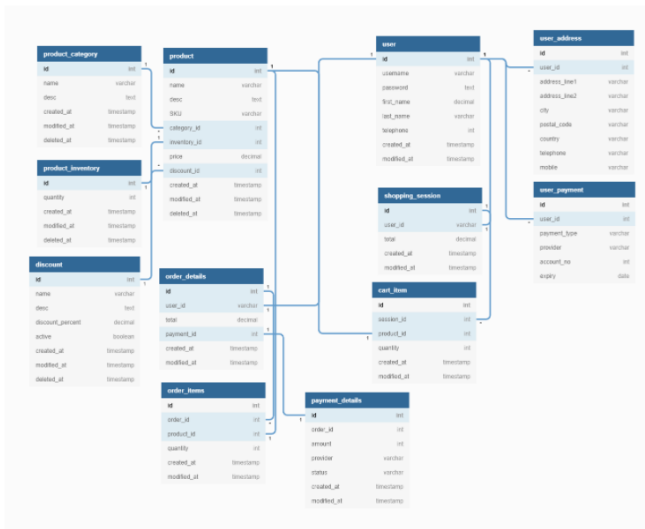 product_category
id int
name varchar
desc text
created_at timestamp
modified_at timestamp
deleted_at timestamp
product
id int
name varchar
desc text
SKU varchar
category_id int
inventory_id int
price decimal
discount_id int
created_at timestamp
modified_at timestamp
deleted_at timestamp
product_inventory
id int
quantity int
created_at timestamp
modified_at timestamp
deleted_at timestamp
discount
id int
name varchar
desc text
discount_percent decimal
active boolean
created_at timestamp
modified_at timestamp
deleted_at timestamp
order_details
id int
user_id varchar
total decimal
payment_id int
created_at timestamp
modified_at timestamp
order_items
id int
order_id int
product_id int
quantity int
created_at timestamp
modified_at timestamp
payment_details
id int
order_id int
amount int
provider varchar
status varchar
created_at timestamp
modified_at timestamp
user
id int
username varchar
password text
first_name decimal
last_name varchar
telephone int
created_at timestamp
modified_at timestamp
shopping_session
id int
user_id varchar
total decimal
created_at timestamp
modified_at timestamp
cart_item
id int
session_id int
product_id int
quantity int
created_at timestamp
modified_at timestamp
user_address
id int
user_id int
address_line1 varchar
address_line2 varchar
city varchar
postal_code varchar
country varchar
telephone varchar
mobile varchar
user_payment
id int
user_id int
payment_type varchar
provider varchar
account_no int
expiry date